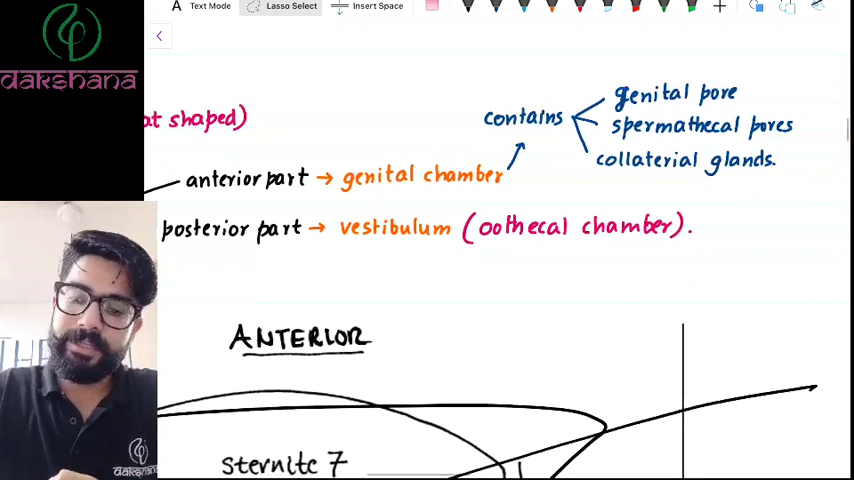 Text Mode Lasso Select Insert Space
dakshana
at shaped)
contains
genital pore
spermathecal pores
collaterial glands.
anterior part → genital chamber
posterior part → vestibulum (oothecal chamber).
ANTERIOR
sternite 7